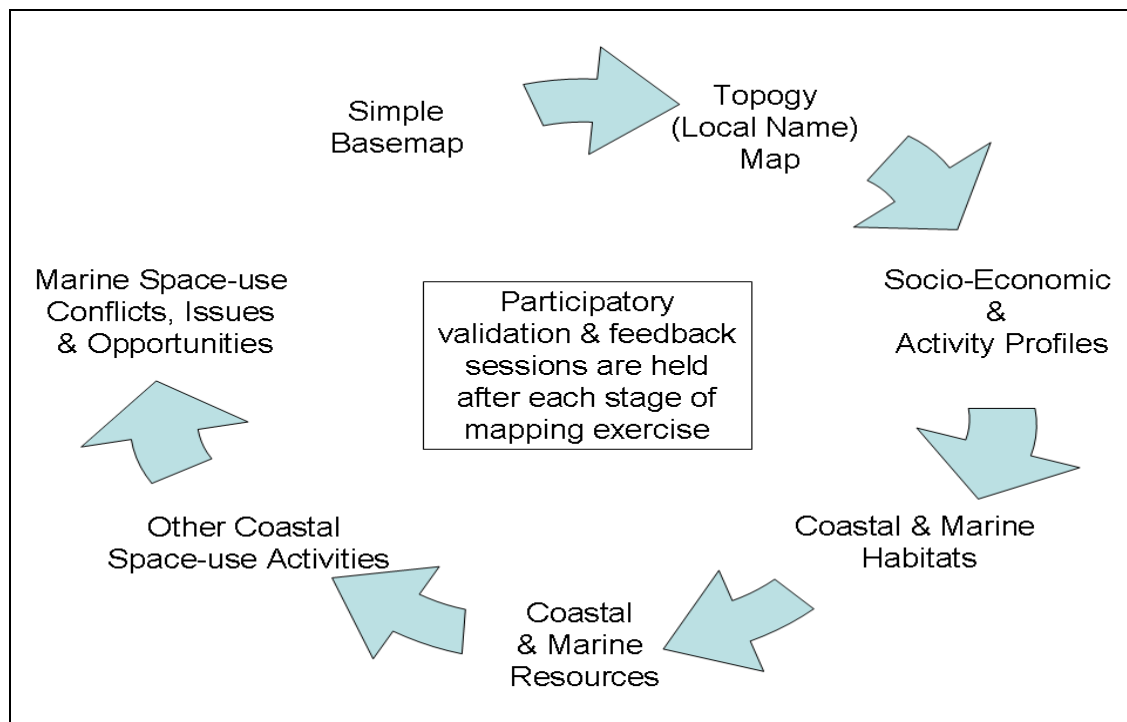 Simple
Basemap
Topogy
(Local Name)
Map
Socio-Economic
&
Activity Profiles
Coastal & Marine
Habitats
Coastal
& Marine
Resources
Other Coastal
Space-use Activities
Marine Space-use
Conflicts, Issues
& Opportunities
Participatory
validation & feedback
sessions are held
after each stage of
mapping exercise